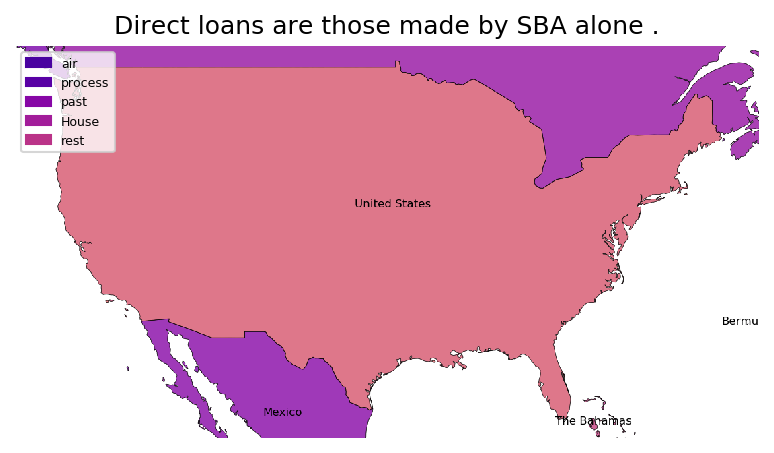 Direct loans are those made by SBA alone .
air
process
past
House
rest
United States
Bermu
Mexico
The Bahamas